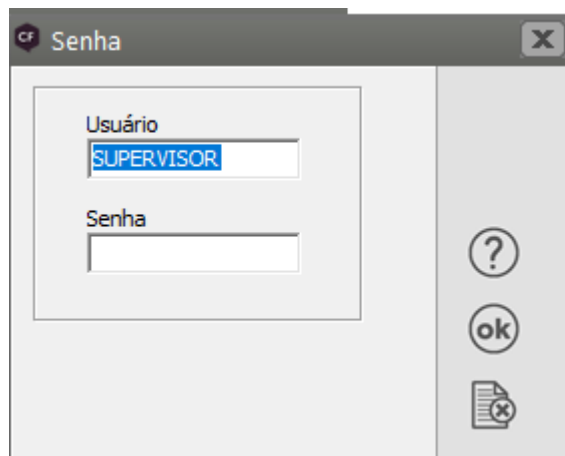 CF Senha
Usuário
SUPERVISOR
Senha
?
ok